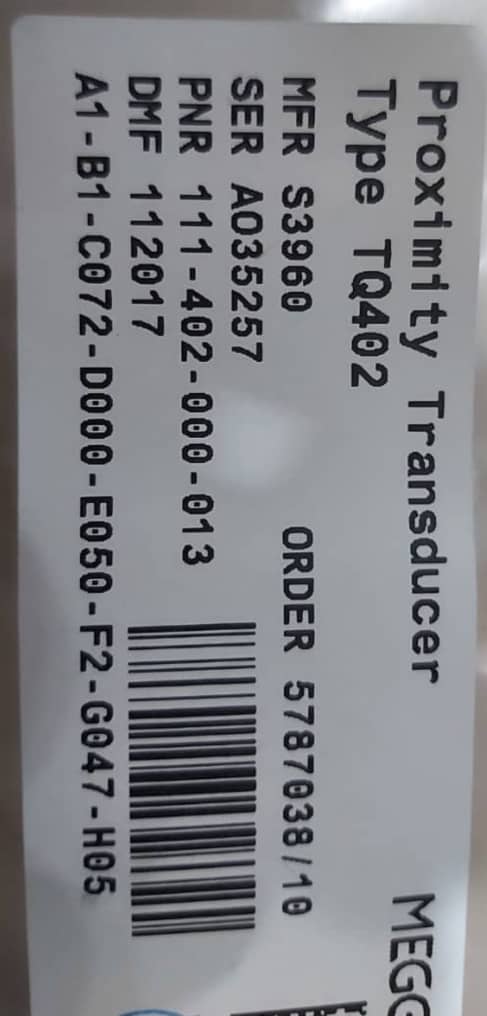 Proximity Transducer
Type TQ402
MFR S3960 ORDER 5787038/10
SER A035257
PNR 111-402-000-013
DMF 112017
A1-B1-C072-D000-E050-F2-G047-H05